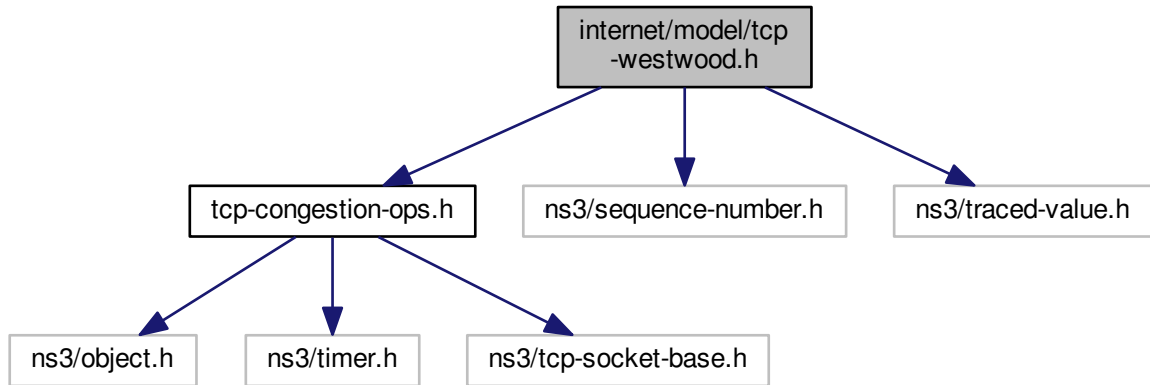 internet/model/tcp
-westwood.h
tcp-congestion-ops.h
ns3/sequence-number.h
ns3/traced-value.h
ns3/object.h
ns3/timer.h
ns3/tcp-socket-base.h